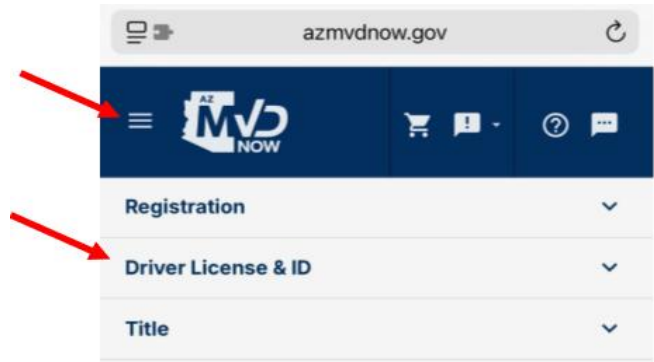 azmvdnow.gov
AZ
MVD
NOW
Registration
Driver License & ID
Title